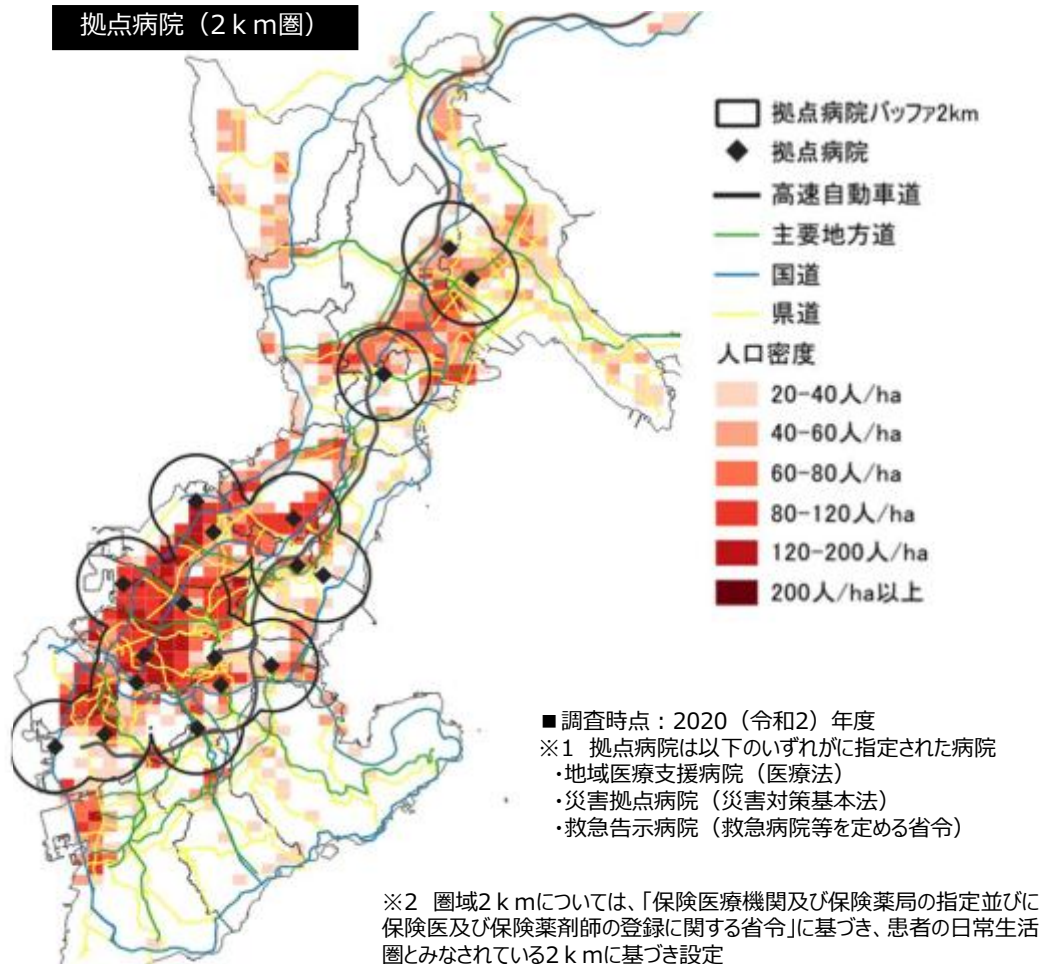 拠点病院（2ｋｍ圏）
拠点病院バッファ2km
拠点病院
高速自動車道
主要地方道
国道
県道
人口密度
20-40人/ha
40-60人/ha
60-80人/ha
80-120人/ha
120-200人/ha
200人/ha以上
■調査時点：2020（令和2）年度
※1　拠点病院は以下のいずれがに指定された病院
・地域医療支援病院（医療法）
・災害拠点病院（災害対策基本法）
・救急告示病院（救急病院等を定める省令）
※2　圏域2ｋｍについては、「保険医療機関及び保険薬局の指定並びに
保険医及び保険薬剤師の登録に関する省令」に基づき、患者の日常生活
圏とみなされている2ｋｍに基づき設定